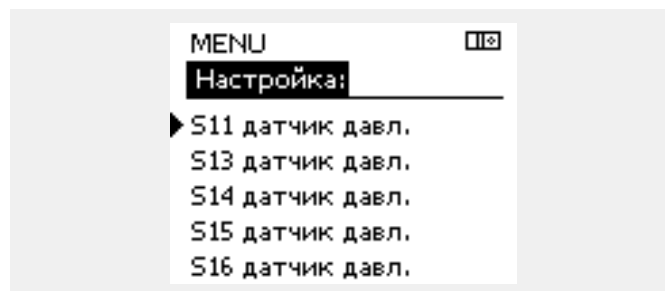 MENU
Настройка:
S11 датчик давл.
S13 датчик давл.
S14 датчик давл.
S15 датчик давл.
S16 датчик давл.